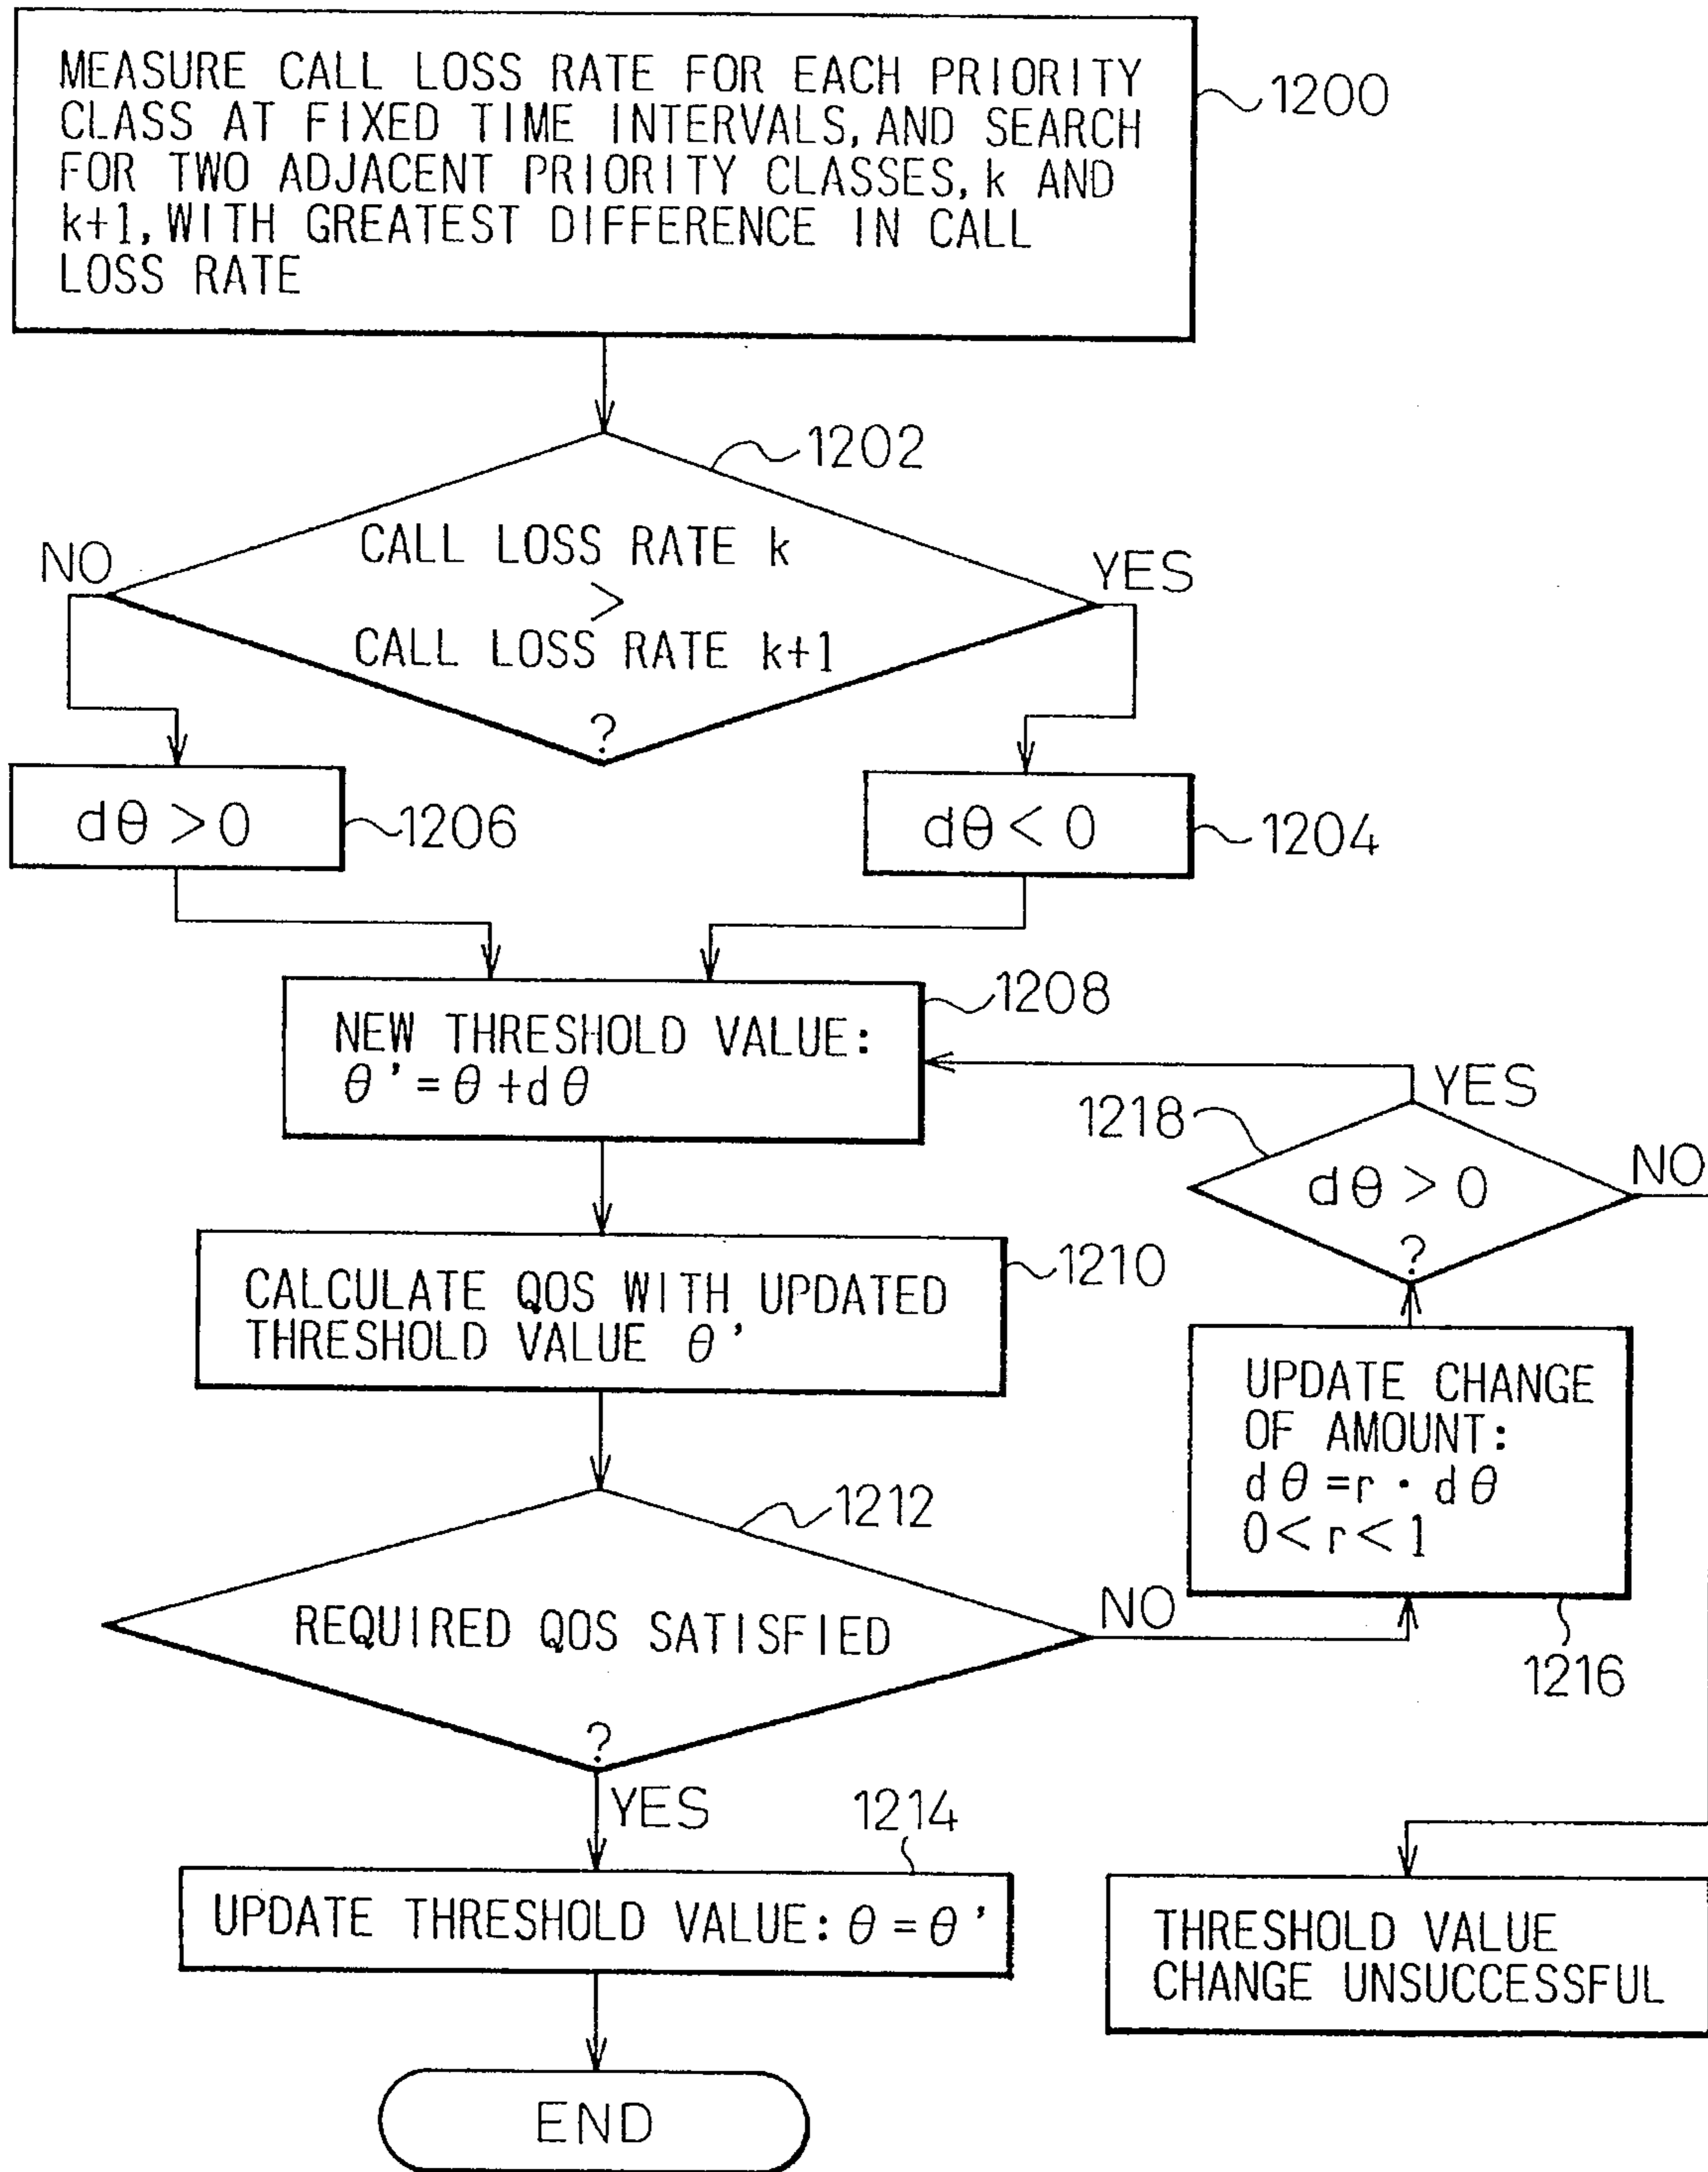 MEASURE CALL LOSS RATE FOR EACH PRIORITY
CLASS AT FIXED TIME INTERVALS, AND SEARCH
FOR TWO ADJACENT PRIORITY CLASSES, k AND
k+1, WITH GREATEST DIFFERENCE IN CALL
LOSS RATE
1200
1202
CALL LOSS RATE k
>
CALL LOSS RATE k+1
?
NO
YES
dθ > 0
1206
dθ < 0
1204
1208
NEW THRESHOLD VALUE:
θ' = θ + dθ
YES
1218
dθ > 0
?
NO
1210
CALCULATE QOS WITH UPDATED
THRESHOLD VALUE θ'
UPDATE CHANGE
OF AMOUNT:
dθ = r · dθ
0 < r < 1
1216
1212
REQUIRED QOS SATISFIED
?
NO
YES
1214
UPDATE THRESHOLD VALUE: θ = θ'
THRESHOLD VALUE
CHANGE UNSUCCESSFUL
END